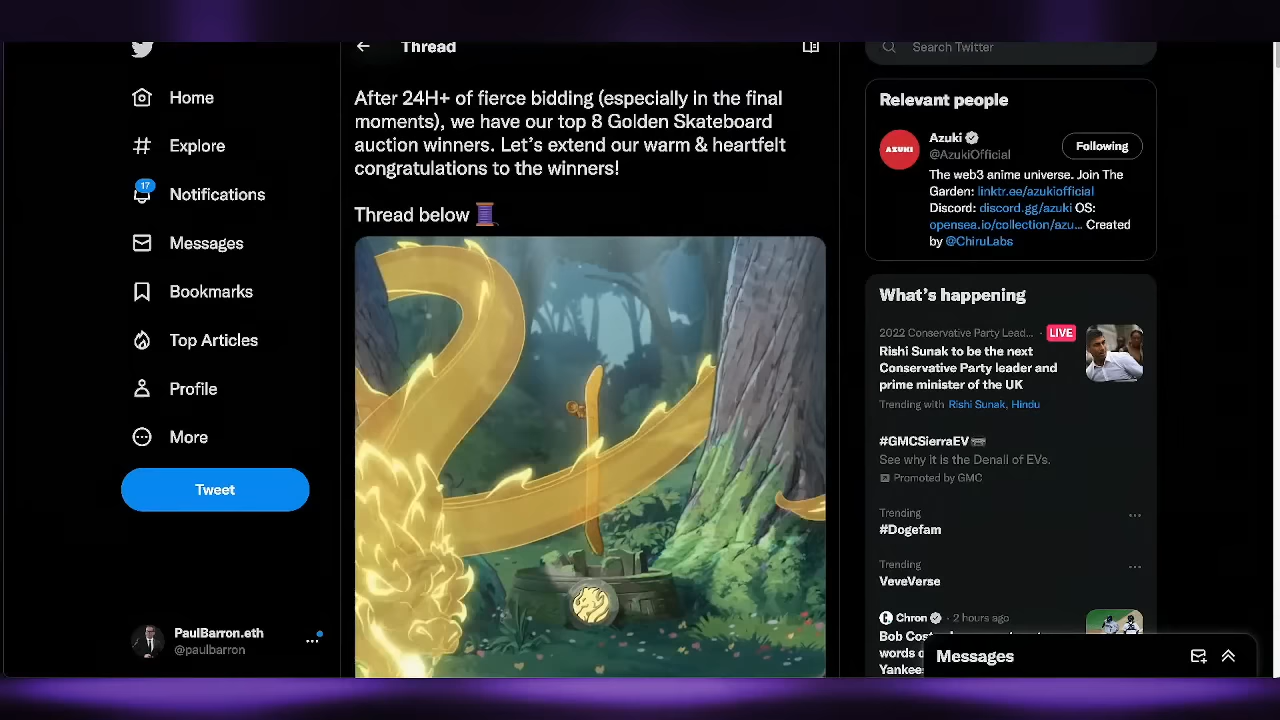 Thread
Search Twitter
Home
Explore
17
Notifications
Messages
Bookmarks
Top Articles
Profile
More
Tweet
PaulBarron.eth
@paulbarron
After 24H+ of fierce bidding (especially in the final
moments), we have our top 8 Golden Skateboard
auction winners. Let's extend our warm & heartfelt
congratulations to the winners!
Thread below
Relevant people
AZUKI
Azuki
@AzukiOfficial
Following
The web3 anime universe. Join The
Garden: linktr.ee/azukiofficial
Discord: discord.gg/azuki OS:
opensea.io/collection/azu... Created
by @ChiruLabs
What's happening
2022 Conservative Party Lead... · LIVE
Rishi Sunak to be the next
Conservative Party leader and
prime minister of the UK
Trending with Rishi Sunak, Hindu
#GMCSierraEV
See why it is the Denali of EVs.
Promoted by GMC
Trending
#Dogefam
Trending
VeveVerse
Chron · 2 hours ago
Bob Cost
words o
Yankee
Messages